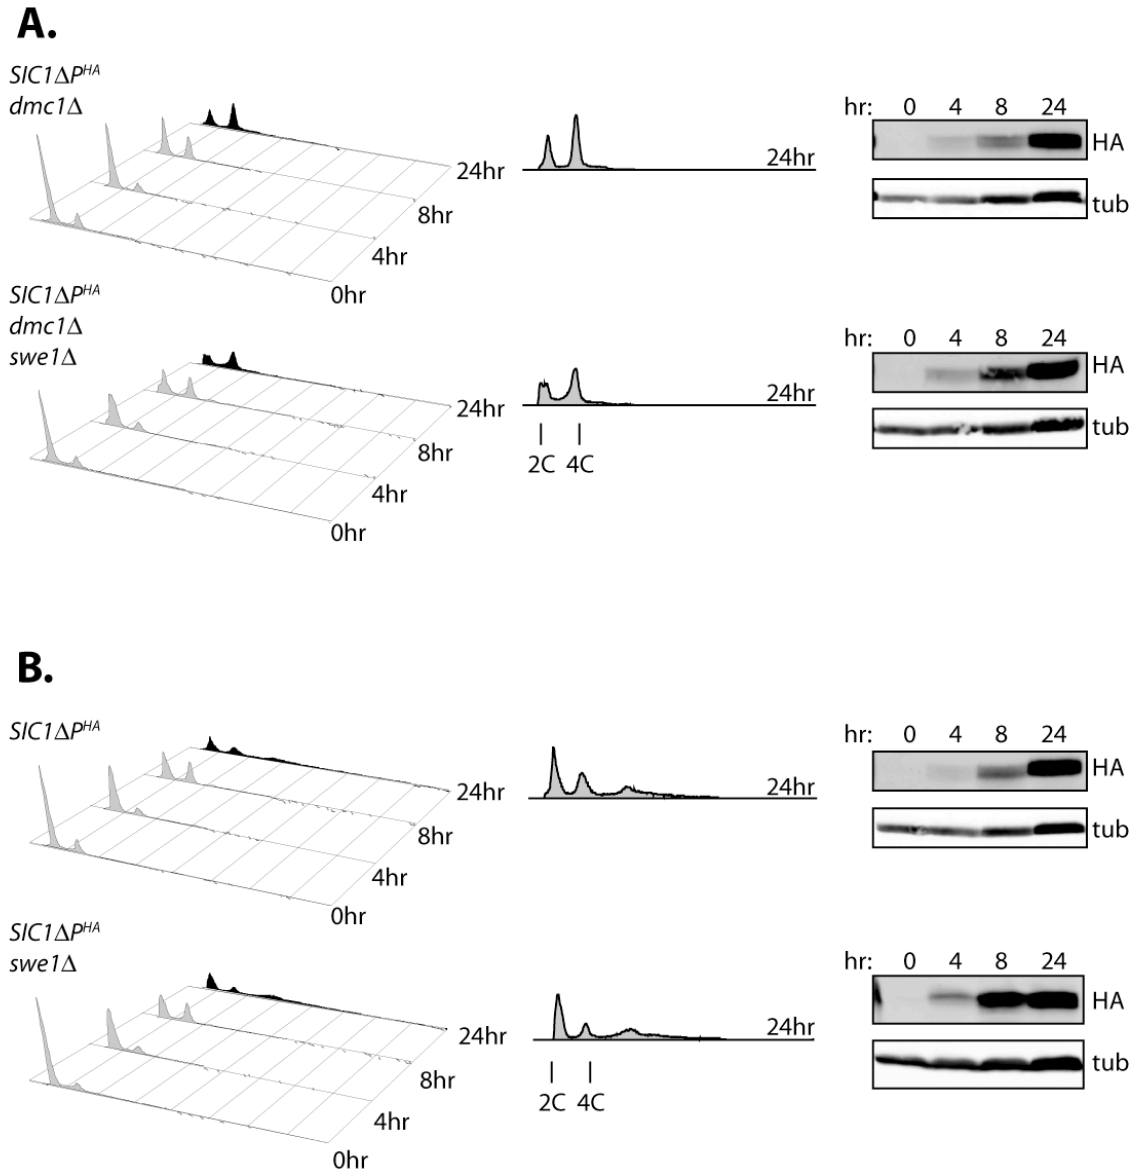 A.
SIC1ΔP^HA
dmc1Δ
24hr
8hr
4hr
0hr
24hr
hr: 0 4 8 24
HA
tub
SIC1ΔP^HA
dmc1Δ
swe1Δ
24hr
8hr
4hr
0hr
24hr
2C 4C
hr: 0 4 8 24
HA
tub
B.
SIC1ΔP^HA
24hr
8hr
4hr
0hr
24hr
hr: 0 4 8 24
HA
tub
SIC1ΔP^HA
swe1Δ
24hr
8hr
4hr
0hr
24hr
2C 4C
hr: 0 4 8 24
HA
tub